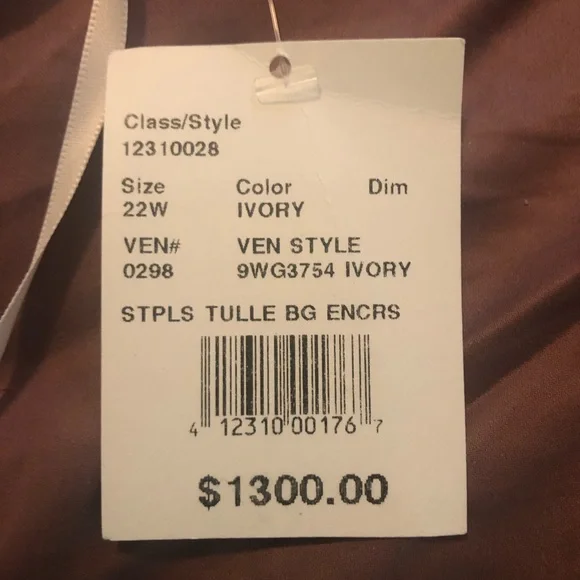 Class/Style
12310028
Size Color Dim
22W IVORY
VEN# VEN STYLE
0298 9WG3754 IVORY
STPLS TULLE BG ENCRS
4 12310 00176 7
$1300.00